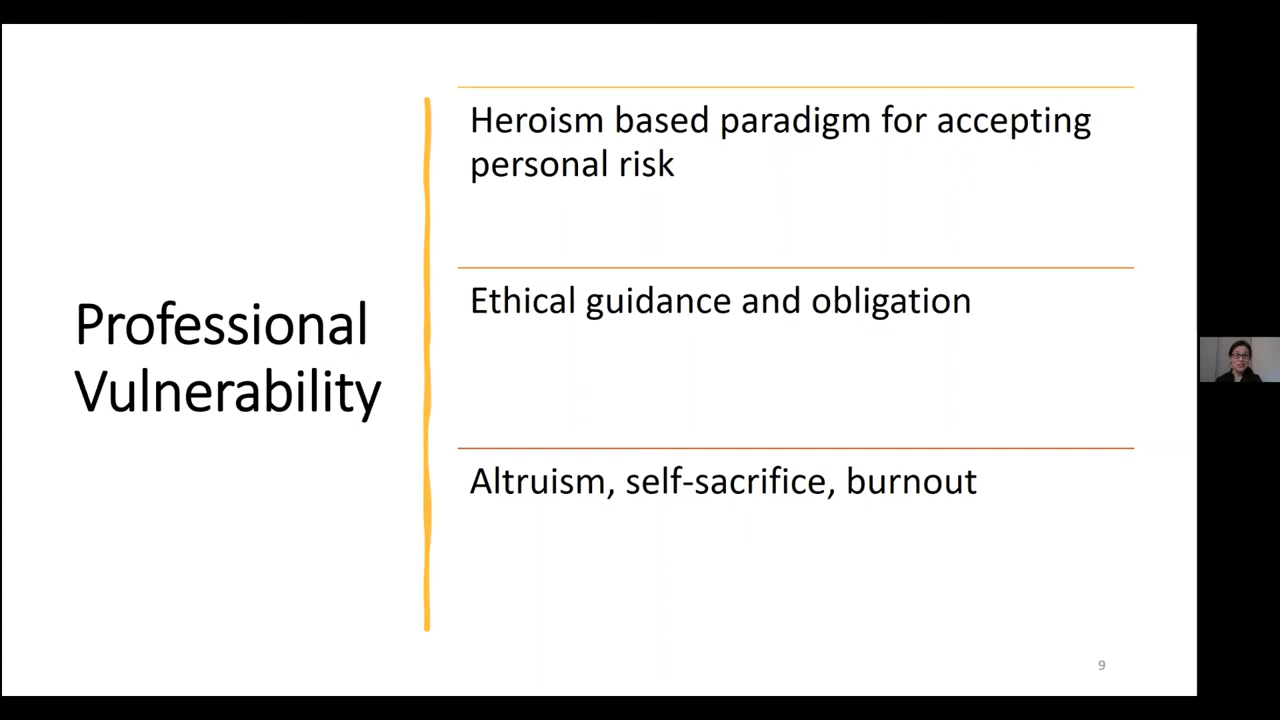 Professional
Vulnerability
Heroism based paradigm for accepting
personal risk
Ethical guidance and obligation
Altruism, self-sacrifice, burnout
9